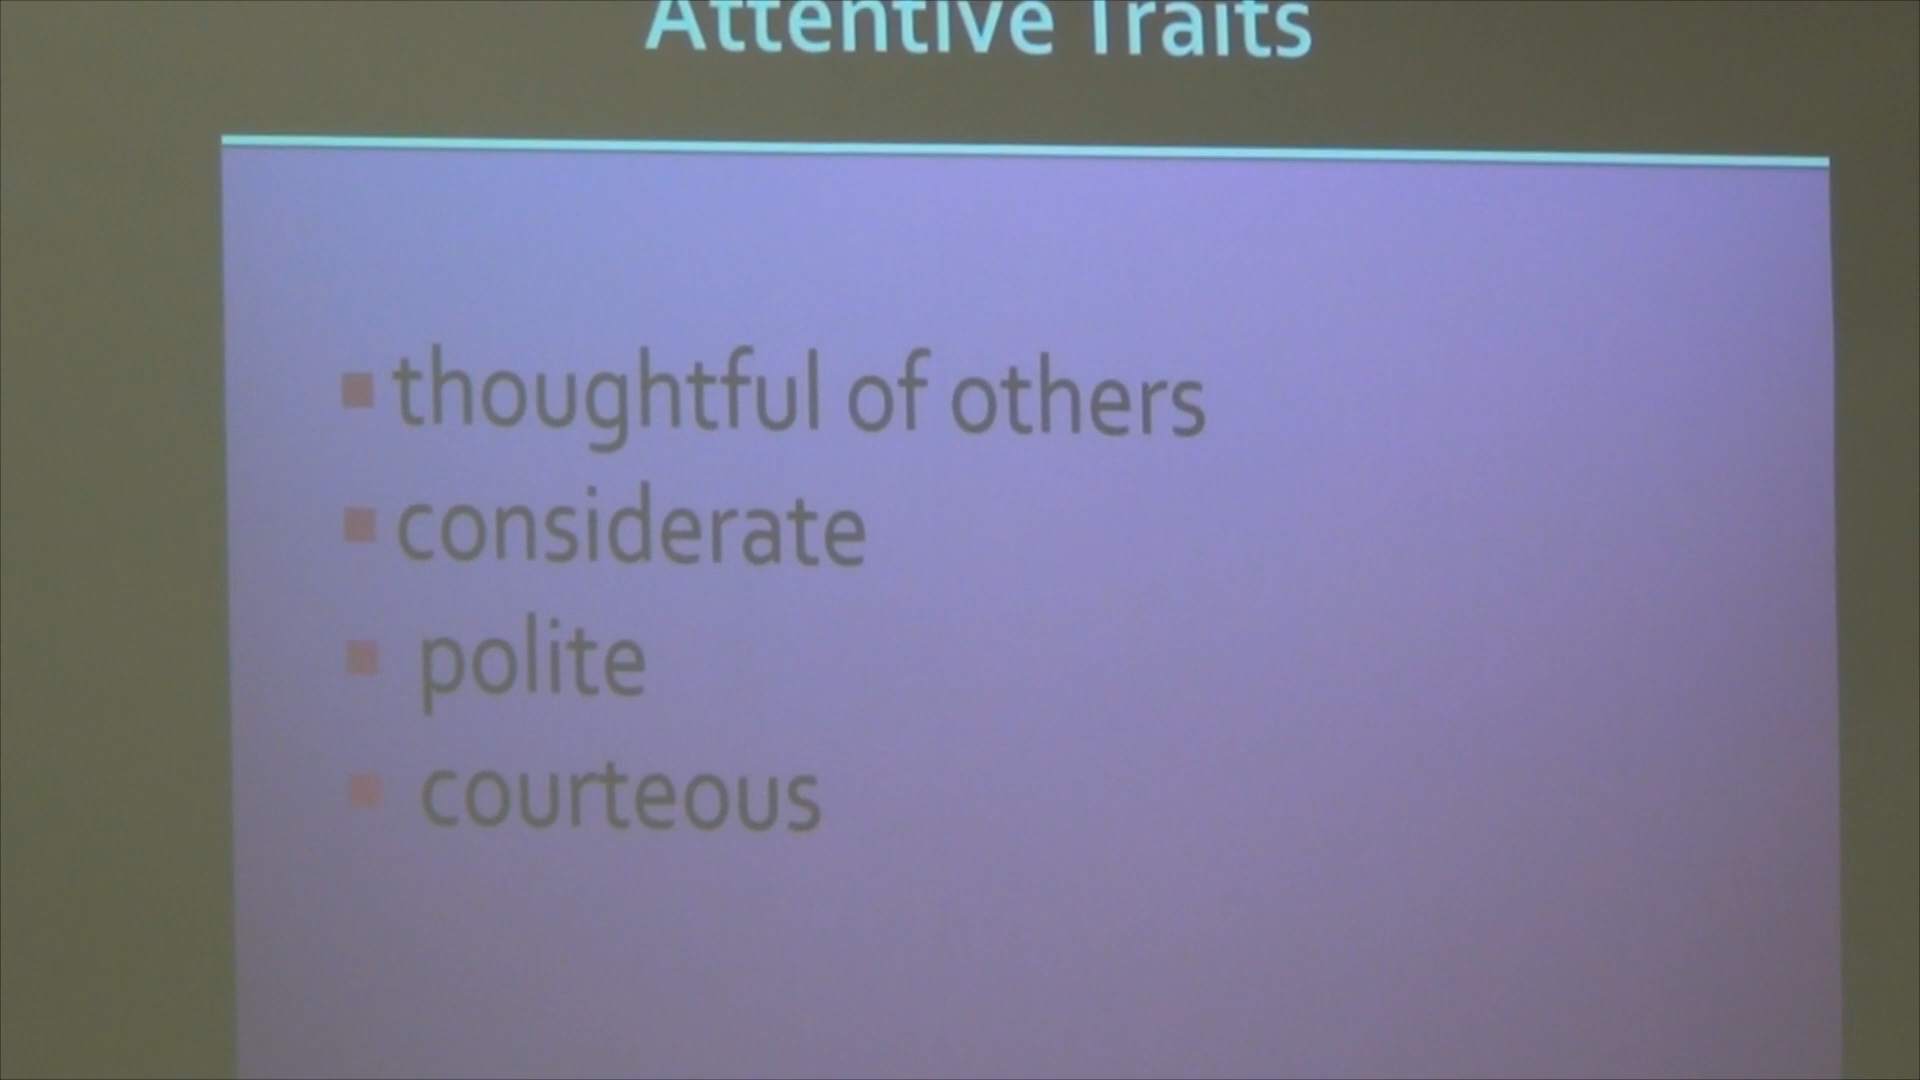 Attentive Traits
thoughtful of others
considerate
polite
courteous